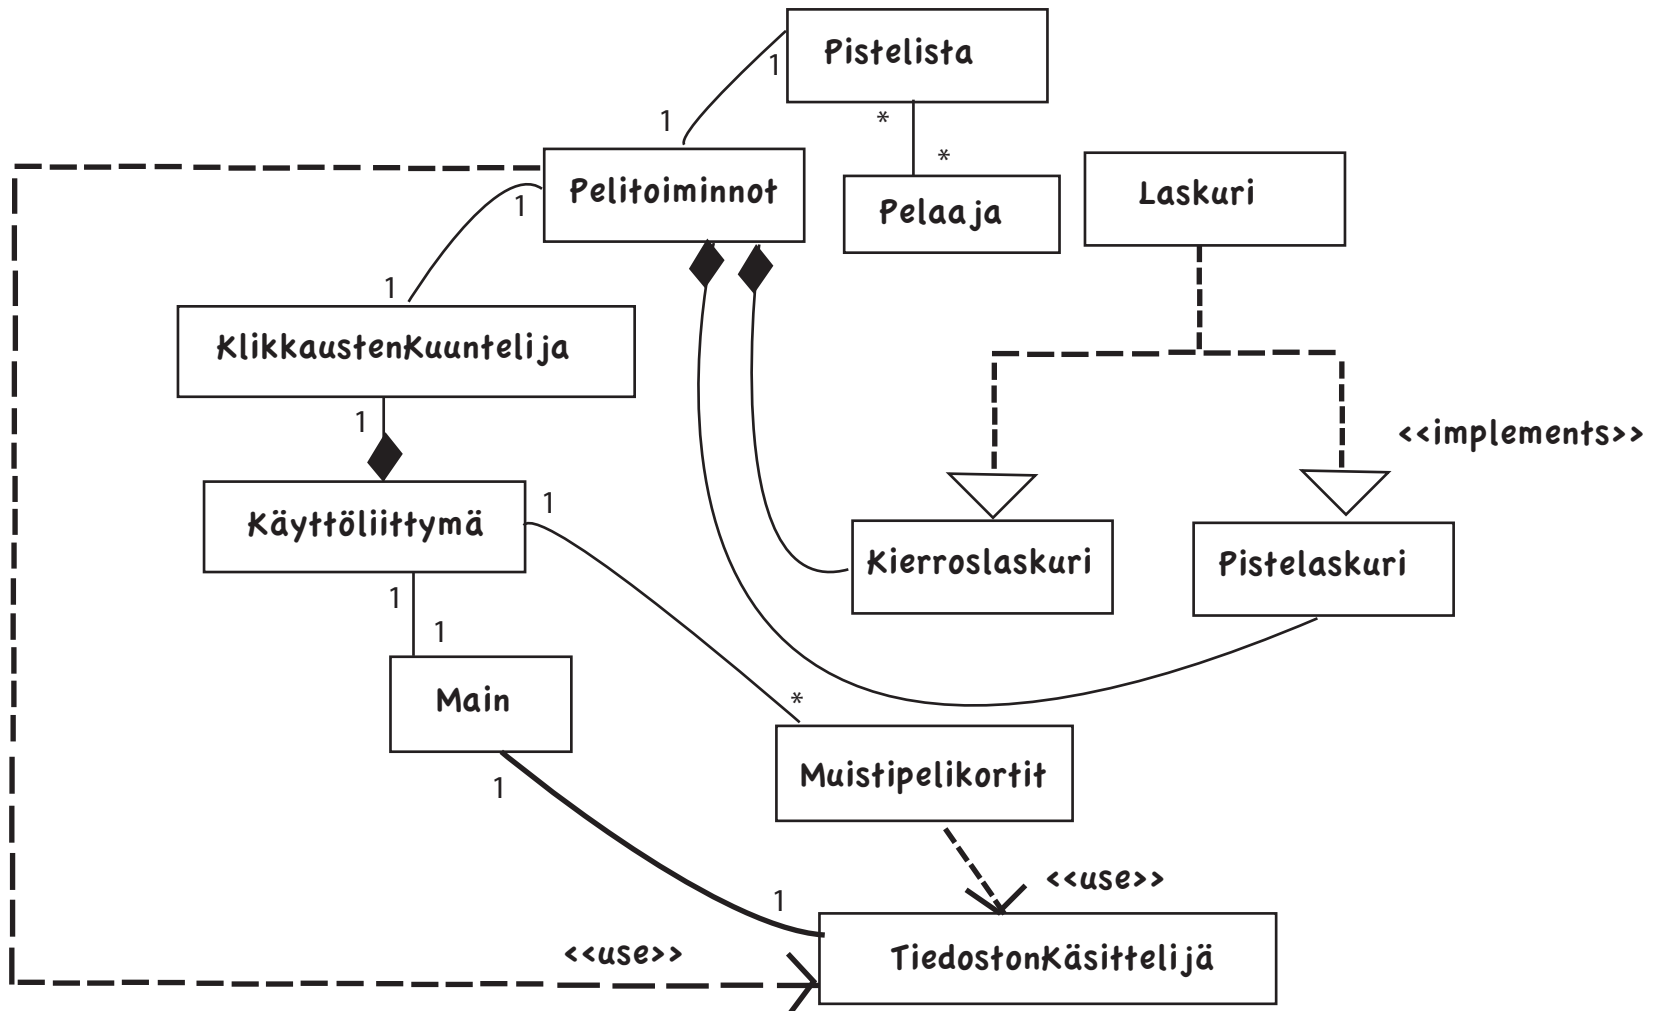 Pistelista
1
1
*
*
Pelitoiminnot
1
Pelaaja
Laskuri
1
KlikkaustenKuuntelija
1
<<implements>>
Käyttöliittymä
1
Kierroslaskuri
Pistelaskuri
1
1
Main
*
Muistipelikortit
1
<<use>>
1
<<use>>
TiedostonKäsittelijä